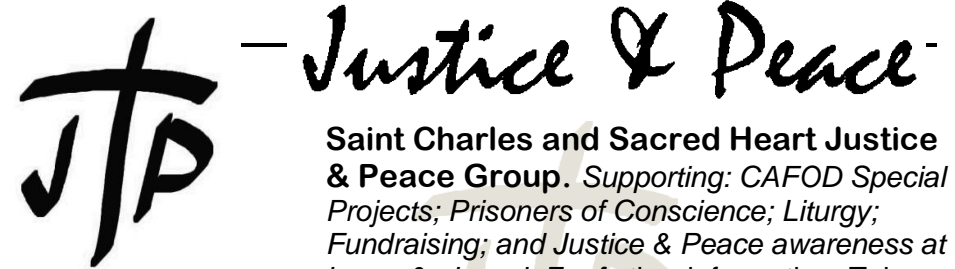 JTP
— Justice & Peace -
Saint Charles and Sacred Heart Justice
& Peace Group. Supporting: CAFOD Special
Projects; Prisoners of Conscience; Liturgy;
Fundraising; and Justice & Peace awareness at